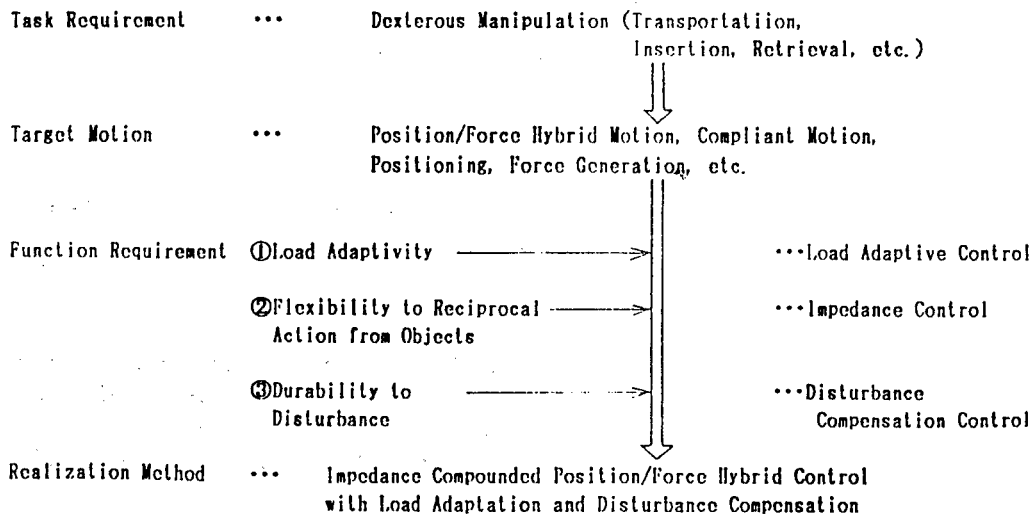 Task Requirement ••• Dexterous Manipulation (Transportatiion,
Insertion, Retrieval, etc.)
Target Motion ••• Position/Force Hybrid Motion, Compliant Motion,
Positioning, Force Generation, etc.
Function Requirement ①Load Adaptivity •••Load Adaptive Control
②Flexibility to Reciprocal •••Impedance Control
Action from Objects
③Durability to •••Disturbance
Disturbance Compensation Control
Realization Method ••• Impedance Compounded Position/Force Hybrid Control
with Load Adaptation and Disturbance Compensation